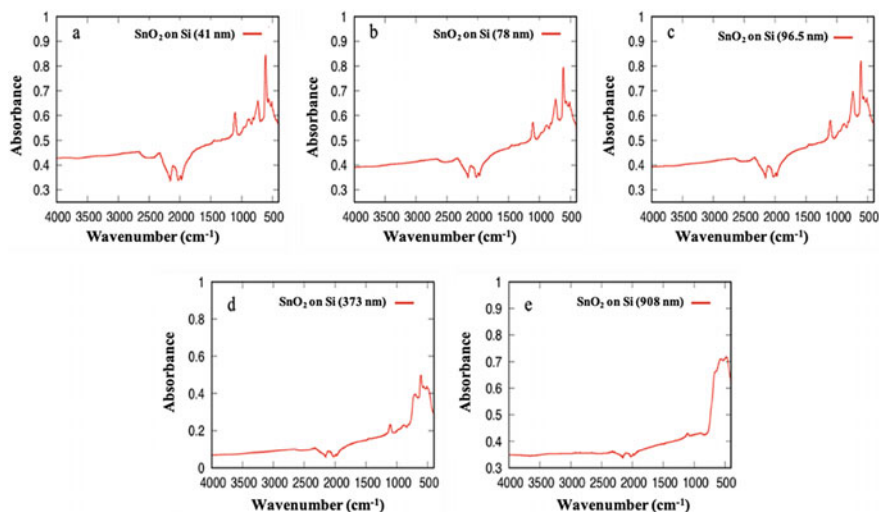 a
SnO₂ on Si (41 nm)
1
0.9
0.8
0.7
0.6
0.5
0.4
0.3
Absorbance
4000 3500 3000 2500 2000 1500 1000 500
Wavenumber (cm⁻¹)
b
SnO₂ on Si (78 nm)
1
0.9
0.8
0.7
0.6
0.5
0.4
0.3
Absorbance
4000 3500 3000 2500 2000 1500 1000 500
Wavenumber (cm⁻¹)
c
SnO₂ on Si (96.5 nm)
1
0.9
0.8
0.7
0.6
0.5
0.4
0.3
Absorbance
4000 3500 3000 2500 2000 1500 1000 500
Wavenumber (cm⁻¹)
d
SnO₂ on Si (373 nm)
1
0.8
0.6
0.4
0.2
0
Absorbance
4000 3500 3000 2500 2000 1500 1000 500
Wavenumber (cm⁻¹)
e
SnO₂ on Si (908 nm)
1
0.9
0.8
0.7
0.6
0.5
0.4
0.3
Absorbance
4000 3500 3000 2500 2000 1500 1000 500
Wavenumber (cm⁻¹)